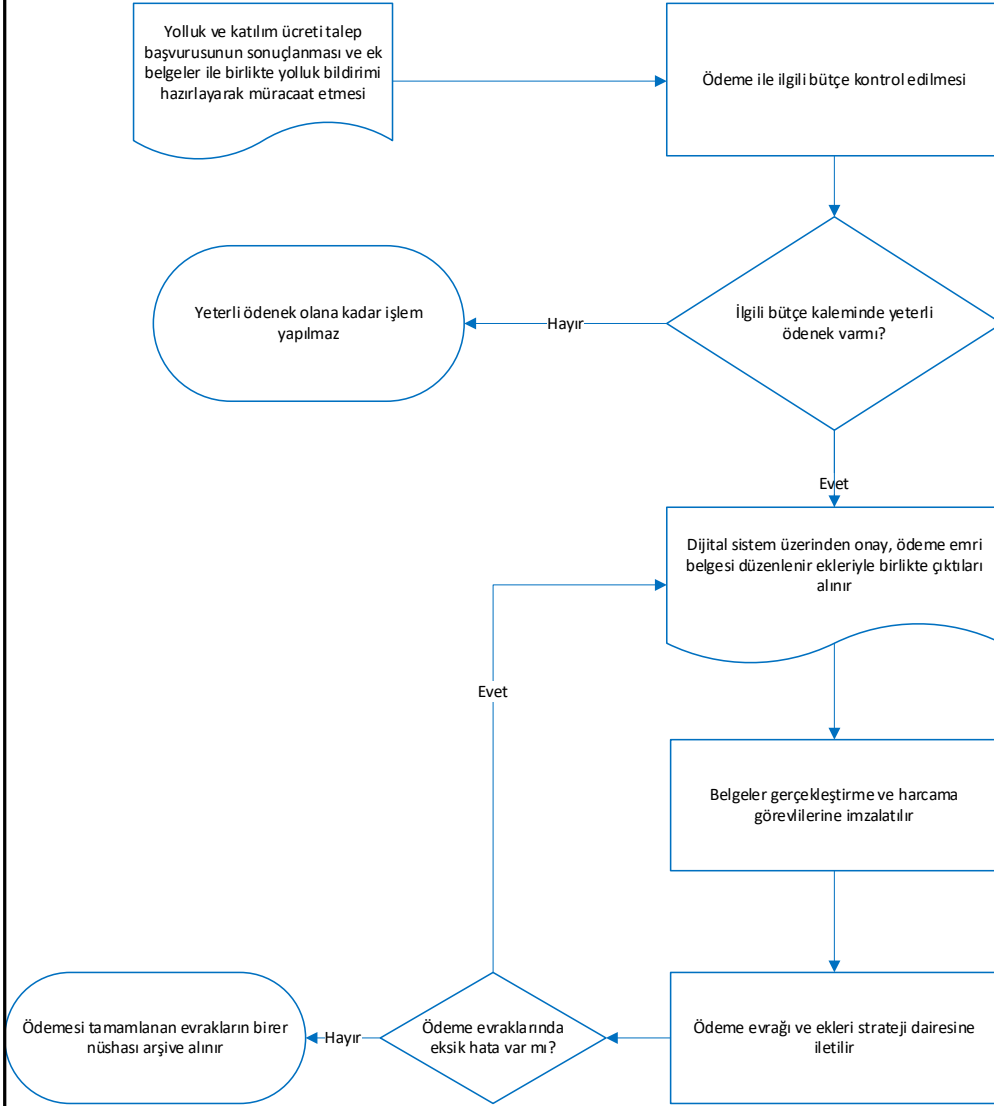 Yolluk ve katılım ücreti talep
başvurusunun sonuçlanması ve ek
belgeler ile birlikte yolluk bildirimi
hazırlayarak müracaat etmesi
Ödeme ile ilgili bütçe kontrol edilmesi
İlgili bütçe kaleminde yeterli
ödenek varmı?
Hayır
Yeterli ödenek olana kadar işlem
yapılmaz
Evet
Dijital sistem üzerinden onay, ödeme emri
belgesi düzenlenir ekleriyle birlikte çıktıları
alınır
Belgeler gerçekleştirme ve harcama
görevlilerine imzalatılır
Ödeme evrağı ve ekleri strateji dairesine
iletilir
Ödeme evraklarında
eksik hata var mı?
Evet
Hayır
Ödemesi tamamlanan evrakların birer
nüshası arşive alınır